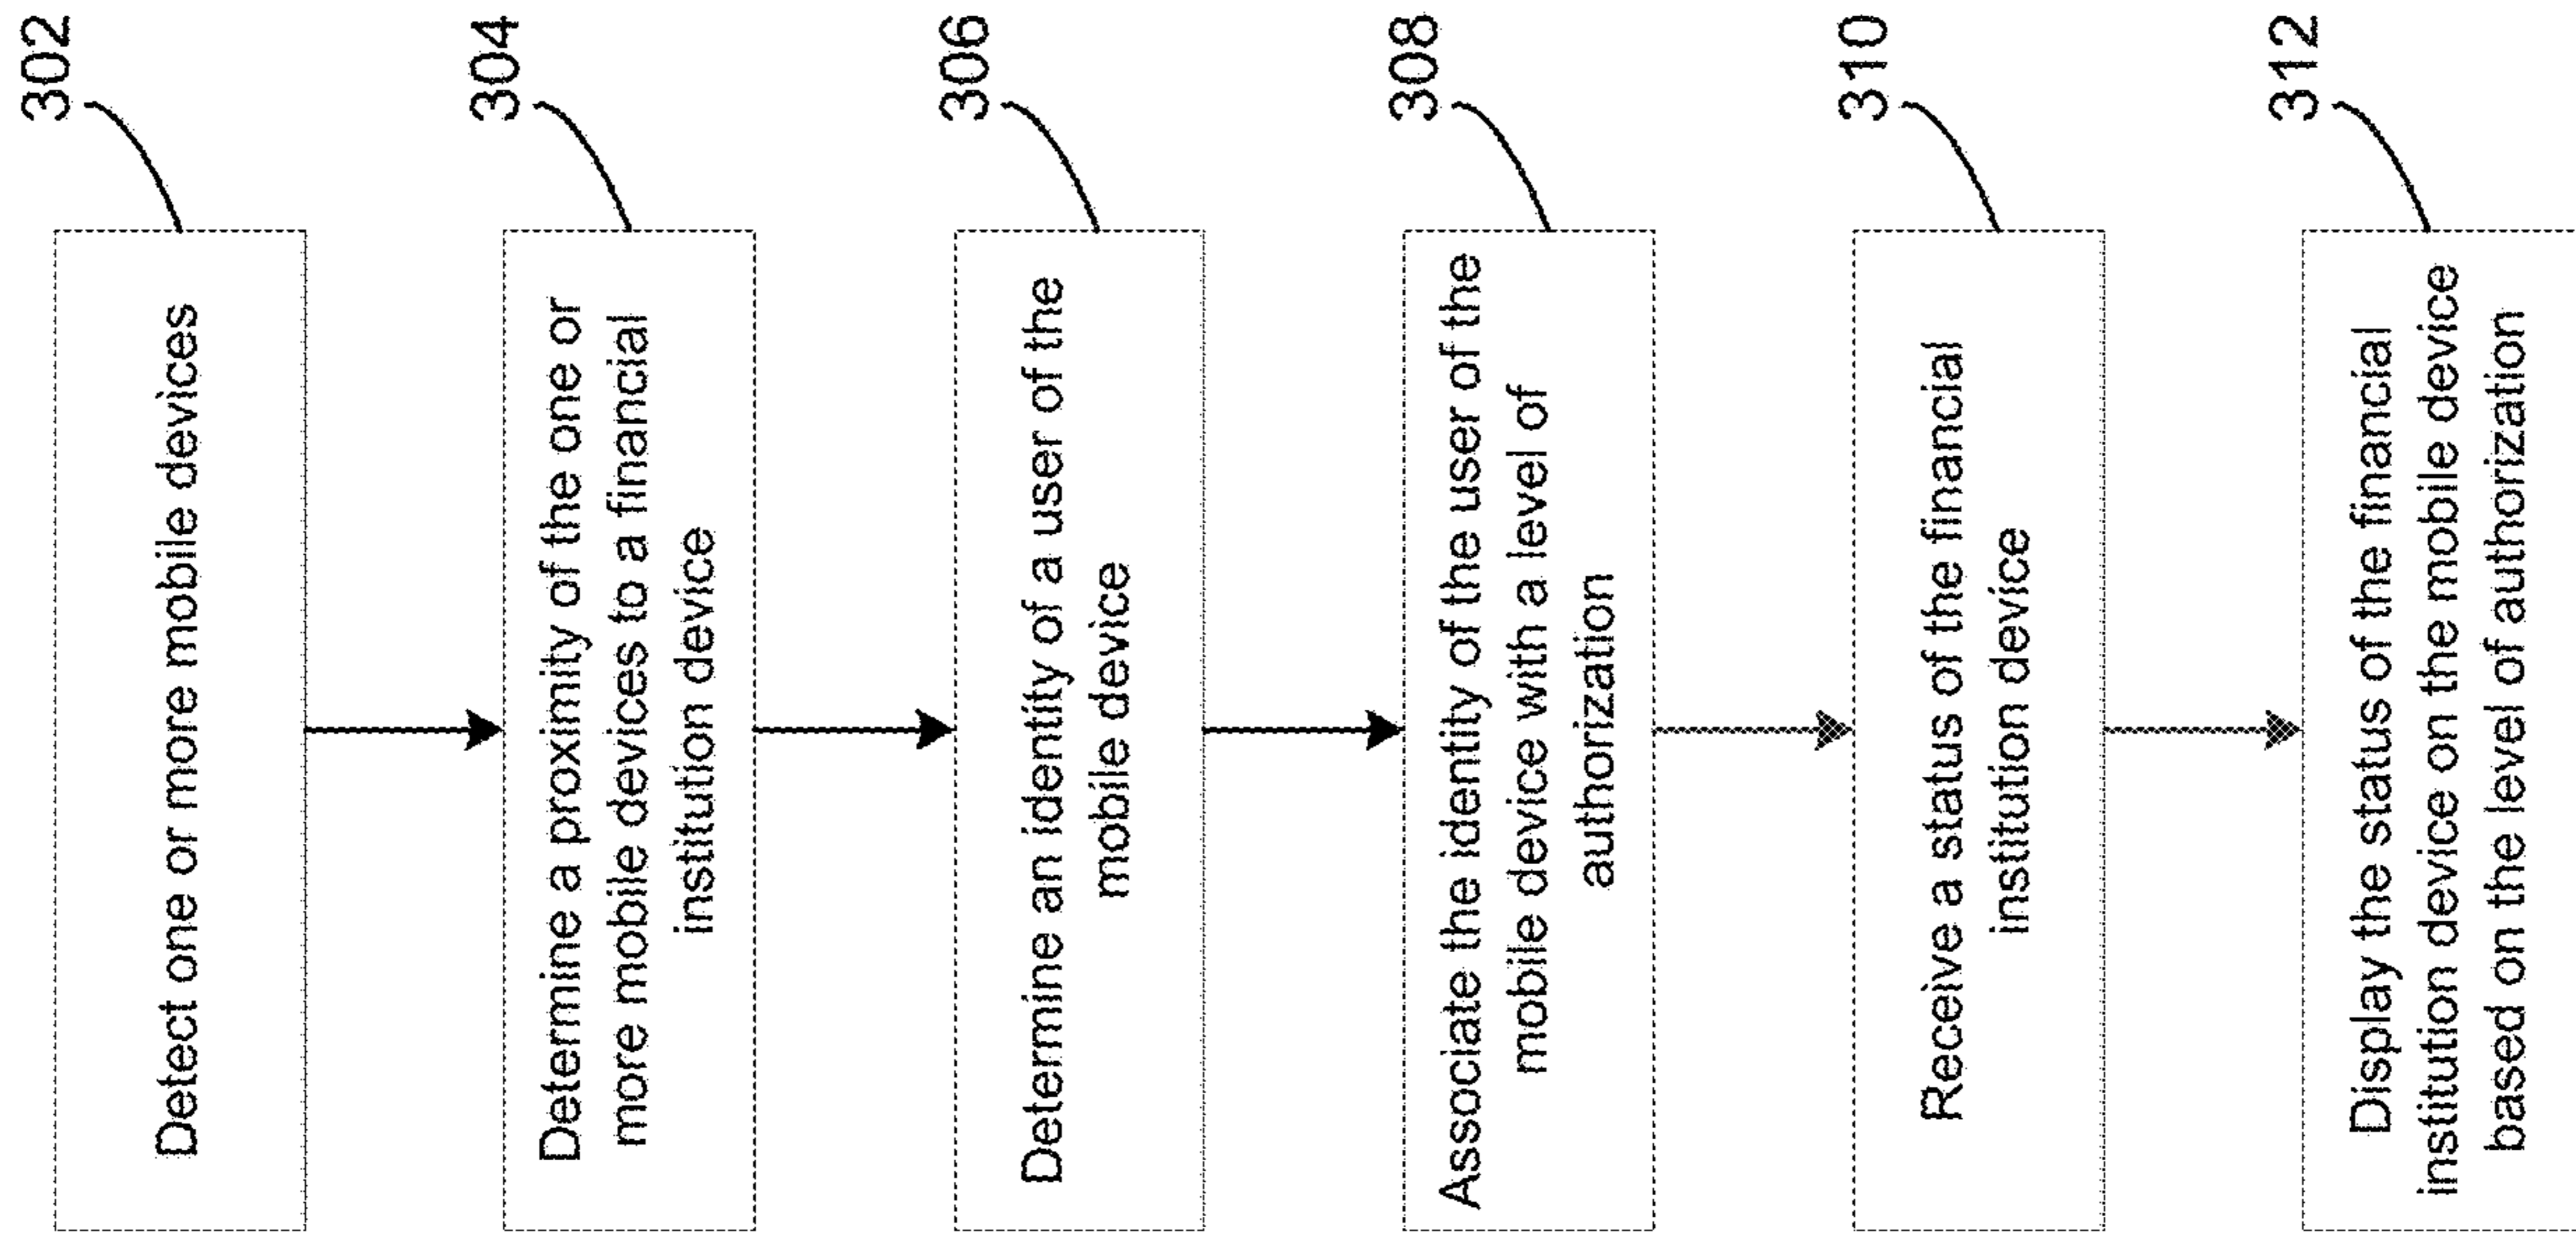 302
Detect one or more mobile devices
304
Determine a proximity of the one or
more mobile devices to a financial
institution device
306
Determine an identity of a user of the
mobile device
308
Associate the identity of the user of the
mobile device with a level of
authorization
310
Receive a status of the financial
institution device
312
Display the status of the financial
institution device on the mobile device
based on the level of authorization